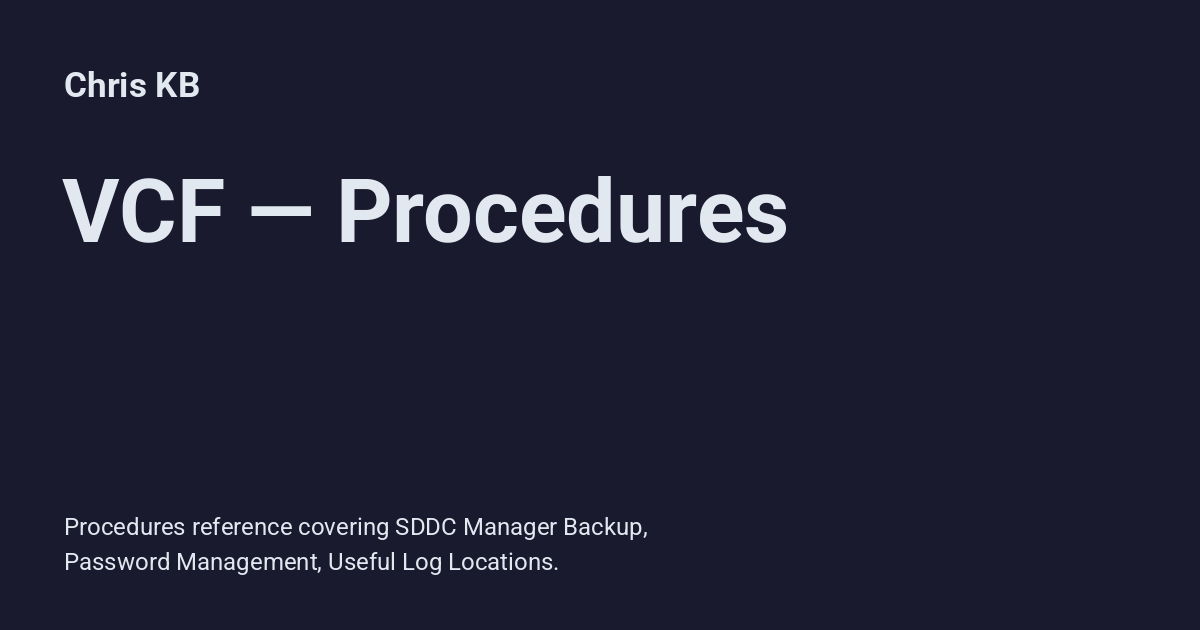 Chris KB
VCF — Procedures
Procedures reference covering SDDC Manager Backup,
Password Management, Useful Log Locations.